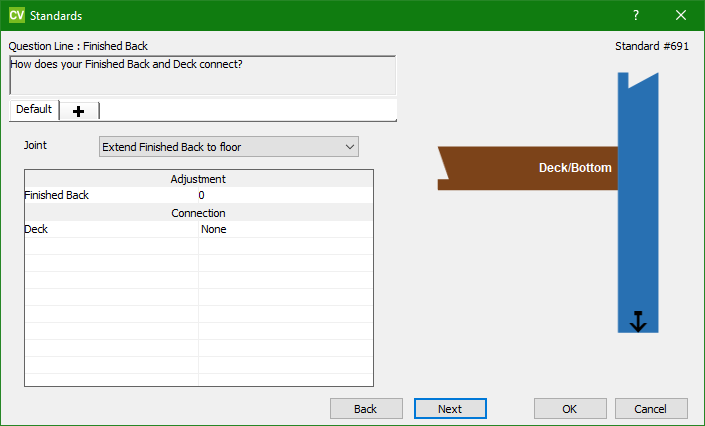 CV Standards ?
Question Line : Finished Back
Standard #691
How does your Finished Back and Deck connect?
Default
Joint
Extend Finished Back to floor
Adjustment
Finished Back 0
Connection
Deck None
Deck/Bottom
Back Next OK Cancel